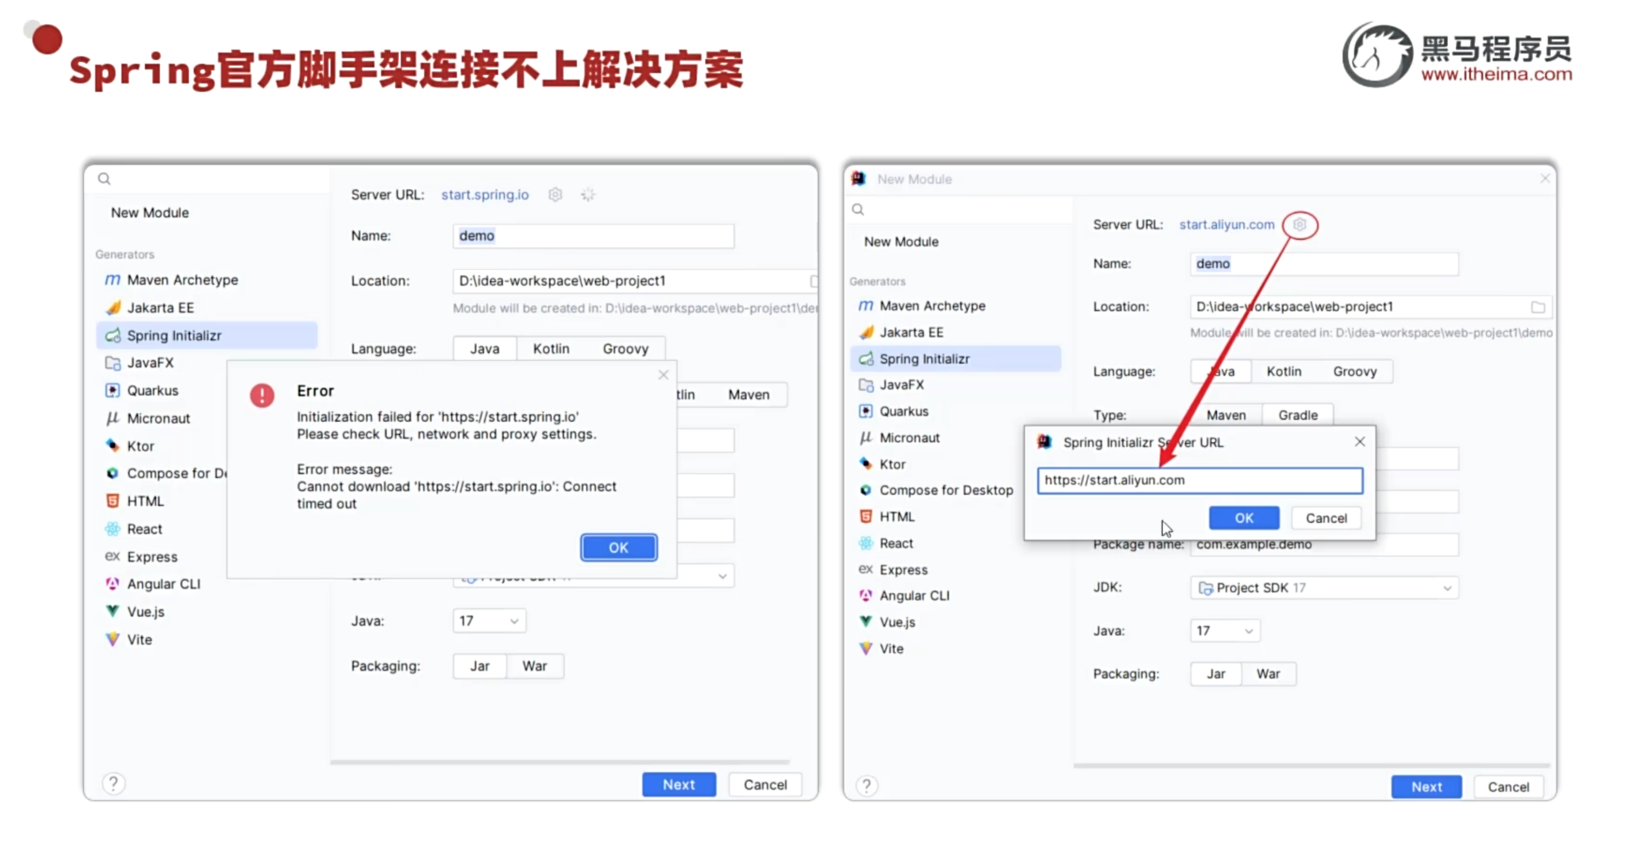 Spring官方脚手架连接不上解决方案
黑马程序员
www.itheima.com
New Module
Server URL: start.spring.io
Name: demo
Location: D:\idea-workspace\web-project1
Module will be created in: D:\idea-workspace\web-project1\de
Language: Java Kotlin Groovy
tlin Maven
Generators
Maven Archetype
Jakarta EE
Spring Initializr
JavaFX
Quarkus
Micronaut
Ktor
Compose for De
HTML
React
Express
Angular CLI
Vue.js
Vite
Error
Initialization failed for 'https://start.spring.io'
Please check URL, network and proxy settings.
Error message:
Cannot download 'https://start.spring.io': Connect
timed out
OK
Java: 17
Packaging: Jar War
?
Next Cancel
New Module
New Module
Generators
Maven Archetype
Jakarta EE
Spring Initializr
JavaFX
Quarkus
Micronaut
Ktor
Compose for Desktop
HTML
React
Express
Angular CLI
Vue.js
Vite
Server URL: start.aliyun.com
Name: demo
Location: D:\idea-workspace\web-project1
Module will be created in: D:\idea-workspace\web-project1\demo
Language: Java Kotlin Groovy
Type: Maven Gradle
Spring Initializr Server URL
https://start.aliyun.com
OK Cancel
Package name: com.example.demo
JDK: Project SDK 17
Java: 17
Packaging: Jar War
?
Next Cancel